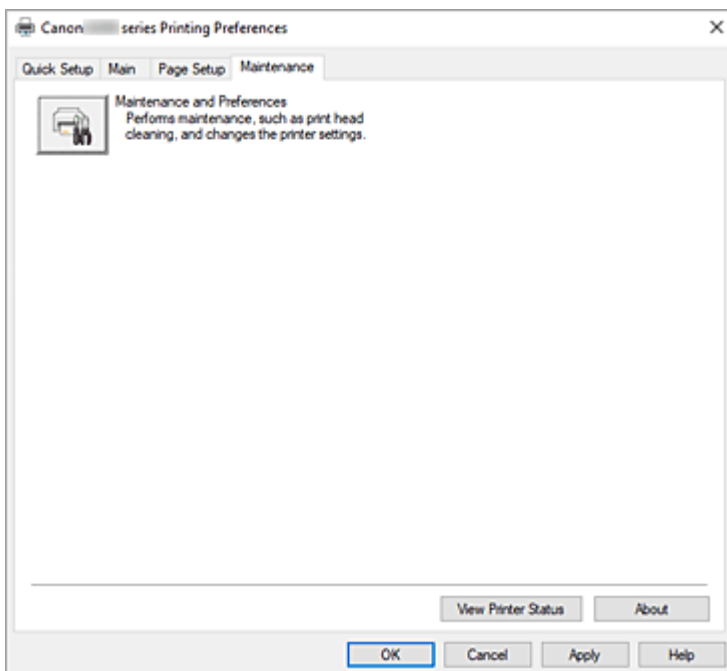 Canon series Printing Preferences
Quick Setup Main Page Setup Maintenance
Maintenance and Preferences
Performs maintenance, such as print head
cleaning, and changes the printer settings.
View Printer Status About
OK Cancel Apply Help